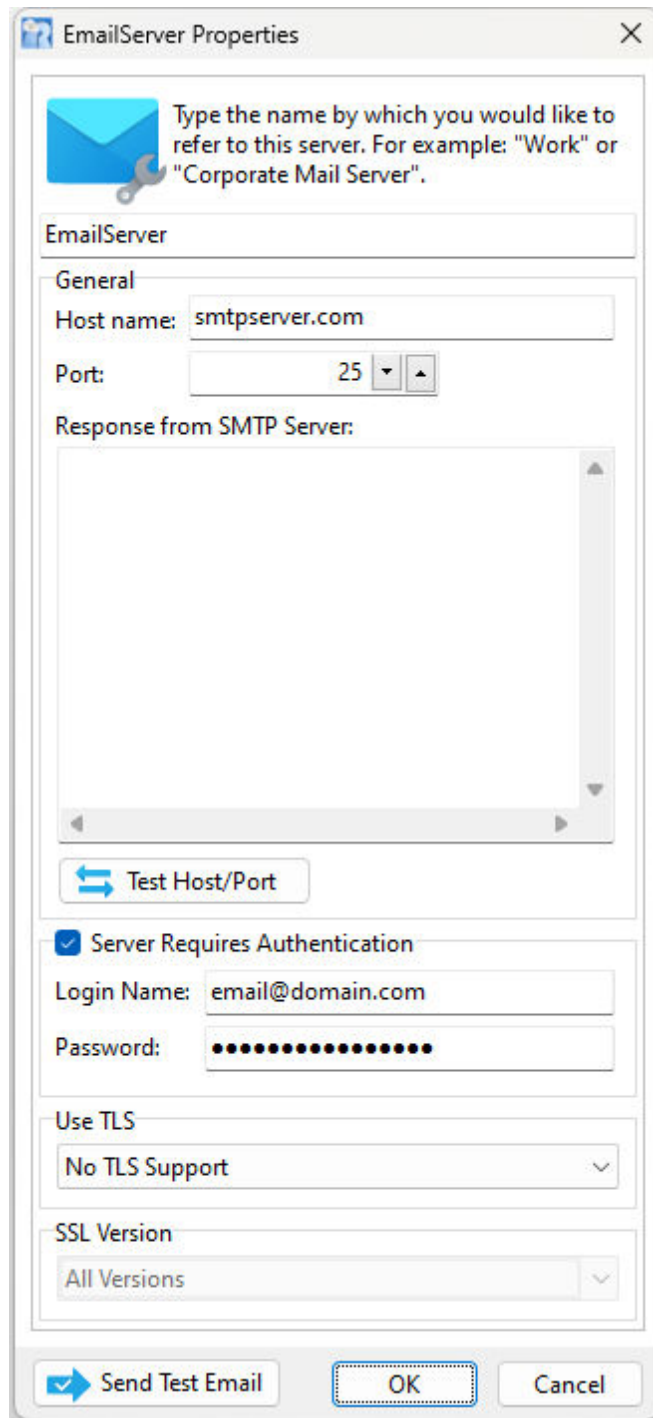 EmailServer Properties
Type the name by which you would like to
refer to this server. For example: "Work" or
"Corporate Mail Server".
EmailServer
General
Host name: smtpserver.com
Port: 25
Response from SMTP Server:
Test Host/Port
Server Requires Authentication
Login Name: email@domain.com
Password: ●●●●●●●●●●●●●●●●
Use TLS
No TLS Support
SSL Version
All Versions
Send Test Email OK Cancel